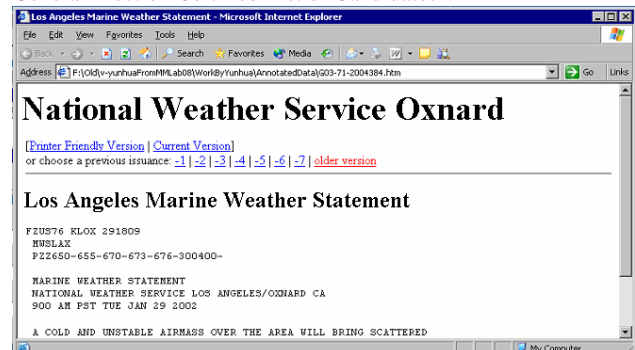 Los Angeles Marine Weather Statement - Microsoft Internet Explorer
File Edit View Favorites Tools Help
Back Search Favorites Media
Address F:\Old\v-yunhuaFromMMLab08\WorkByYunhua\AnnotatedData\G03-71-2004384.htm Go Links
National Weather Service Oxnard
[Printer Friendly Version | Current Version]
or choose a previous issuance: -1 | -2 | -3 | -4 | -5 | -6 | -7 | older version
Los Angeles Marine Weather Statement
FZUS76 KLOX 291809
MWSLAX
PZZ650-655-670-673-676-300400-
MARINE WEATHER STATEMENT
NATIONAL WEATHER SERVICE LOS ANGELES/OXNARD CA
900 AM PST TUE JAN 29 2002
A COLD AND UNSTABLE AIRMASS OVER THE AREA WILL BRING SCATTERED
My Computer